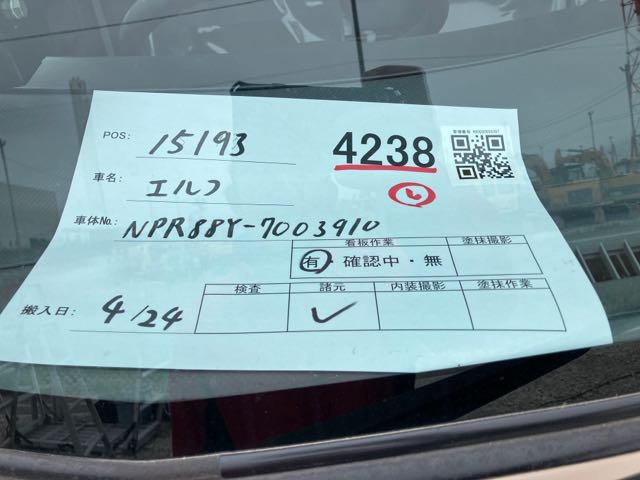 POS: 15193
4238
車名: エルフ
車体No.: NPR88Y-7003910
看板作業 塗抹撮影
有・確認中・無
搬入日: 4/24
検査 諸元 内装撮影 塗抹作業
✓